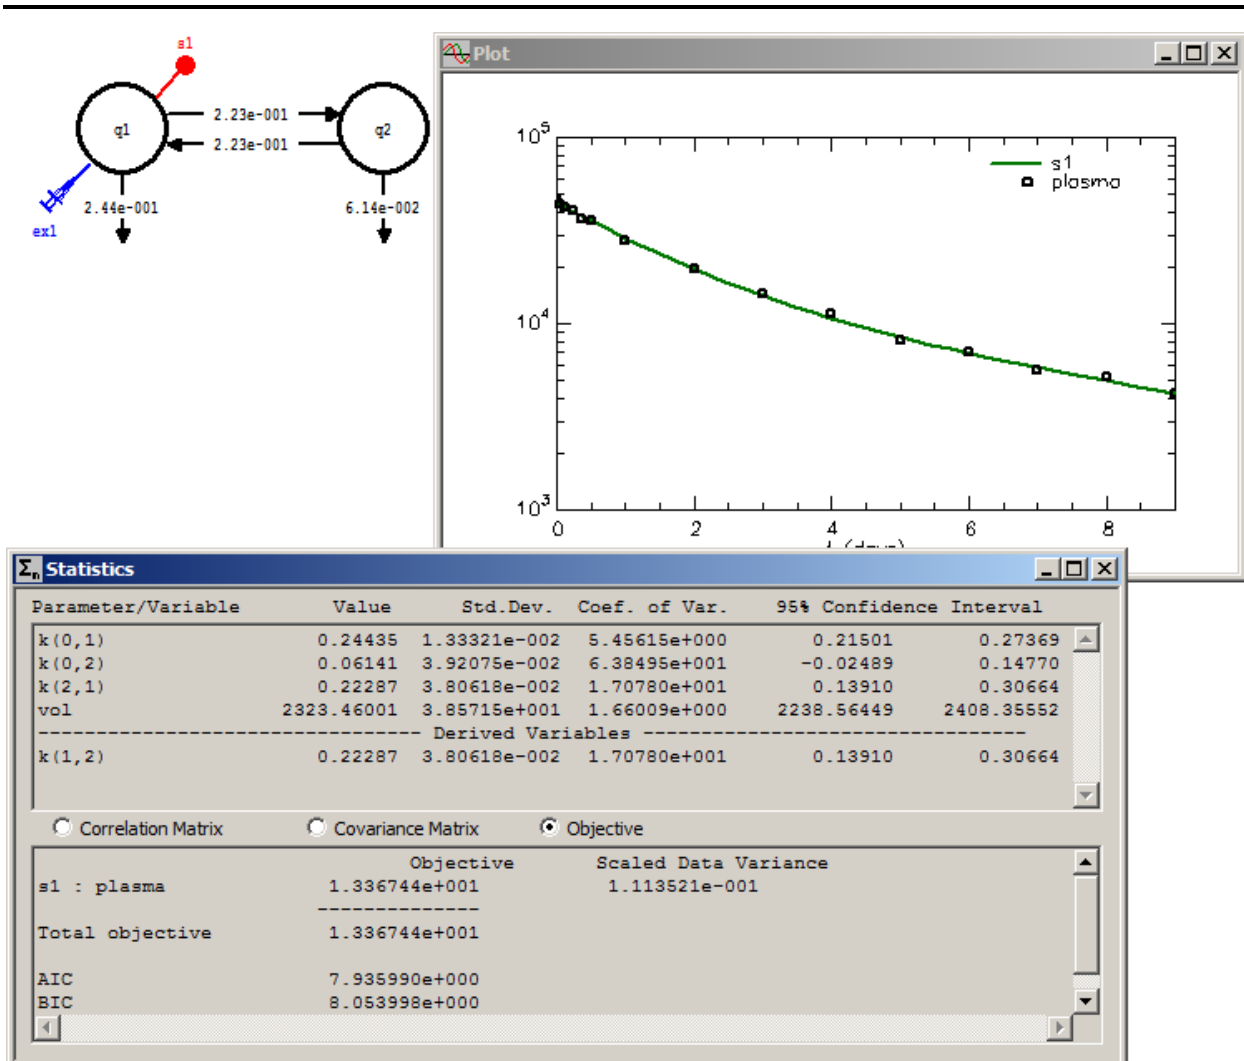 s1
q1
2.23e-001
2.23e-001
q2
2.44e-001
6.14e-002
ex1
Plot
10^5
10^4
10^3
s1
plasma
0 2 4 6 8
t (days)
Σn Statistics
Parameter/Variable Value Std.Dev. Coef. of Var. 95% Confidence Interval
k(0,1) 0.24435 1.33321e-002 5.45615e+000 0.21501 0.27369
k(0,2) 0.06141 3.92075e-002 6.38495e+001 -0.02489 0.14770
k(2,1) 0.22287 3.80618e-002 1.70780e+001 0.13910 0.30664
vol 2323.46001 3.85715e+001 1.66009e+000 2238.56449 2408.35552
---------------------------------- Derived Variables ----------------------------------
k(1,2) 0.22287 3.80618e-002 1.70780e+001 0.13910 0.30664
Correlation Matrix Covariance Matrix Objective
Objective Scaled Data Variance
s1 : plasma 1.336744e+001 1.113521e-001
--------------
Total objective 1.336744e+001
AIC 7.935990e+000
BIC 8.053998e+000